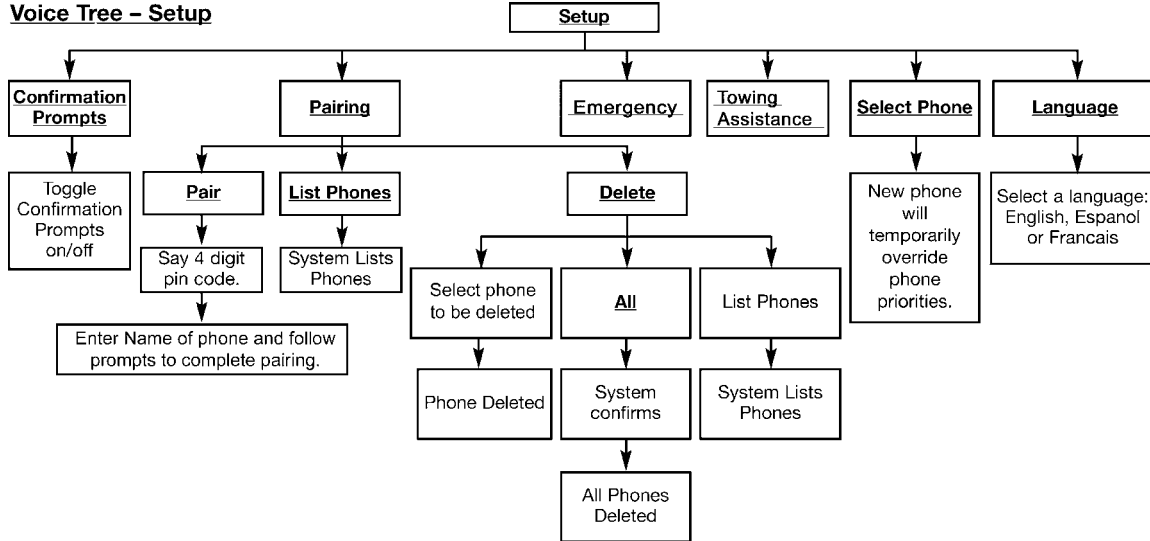 Voice Tree – Setup
Setup
Confirmation
Prompts
Pairing
Emergency
Towing
Assistance
Select Phone
Language
Toggle
Confirmation
Prompts
on/off
Pair
List Phones
Delete
New phone
will
temporarily
override
phone
priorities.
Select a language:
English, Espanol
or Francais
Say 4 digit
pin code.
System Lists
Phones
Select phone
to be deleted
All
List Phones
Enter Name of phone and follow
prompts to complete pairing.
Phone Deleted
System
confirms
System Lists
Phones
All Phones
Deleted